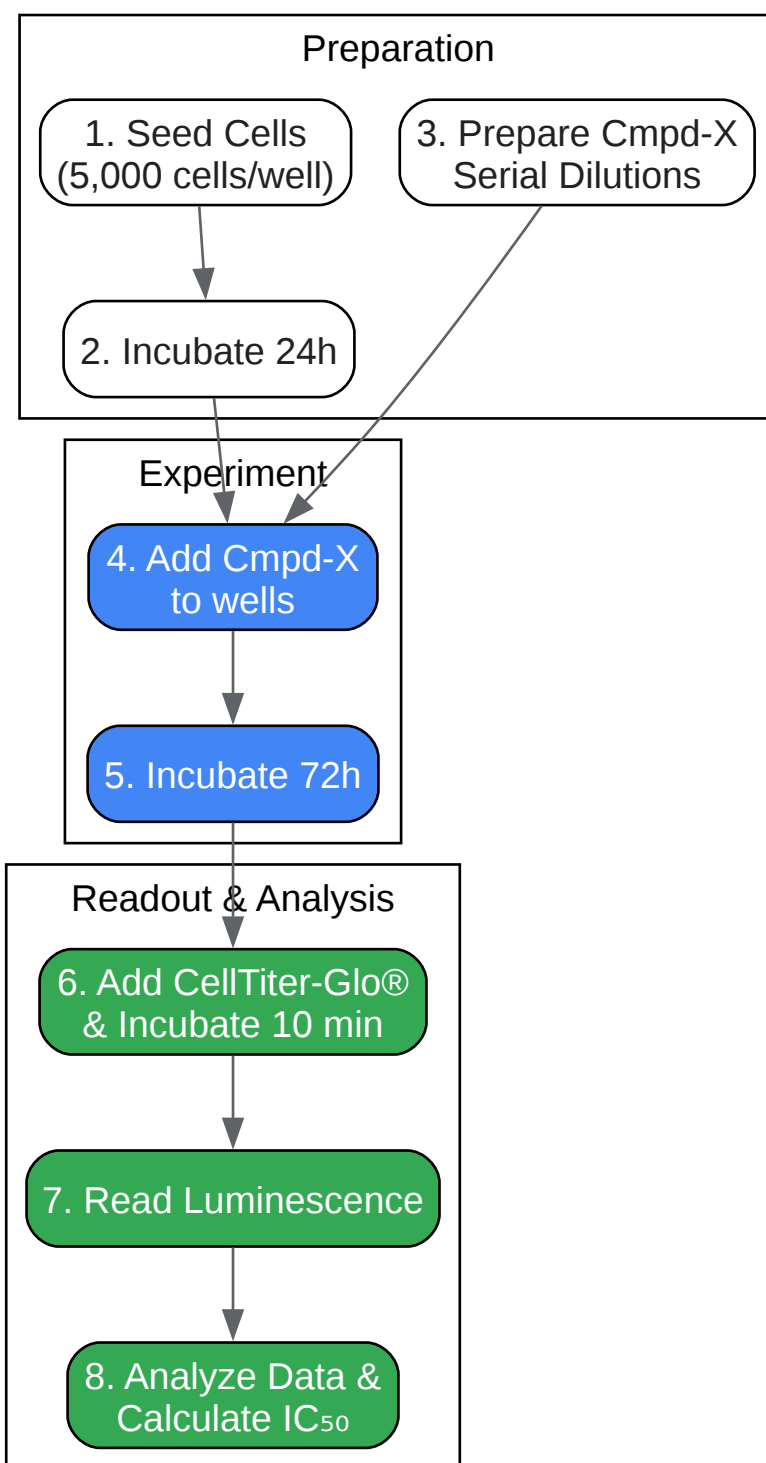 Preparation
1. Seed Cells
(5,000 cells/well)
3. Prepare Cmpd-X
Serial Dilutions
2. Incubate 24h
Experiment
4. Add Cmpd-X
to wells
5. Incubate 72h
Readout & Analysis
6. Add CellTiter-Glo®
& Incubate 10 min
7. Read Luminescence
8. Analyze Data &
Calculate IC₅₀